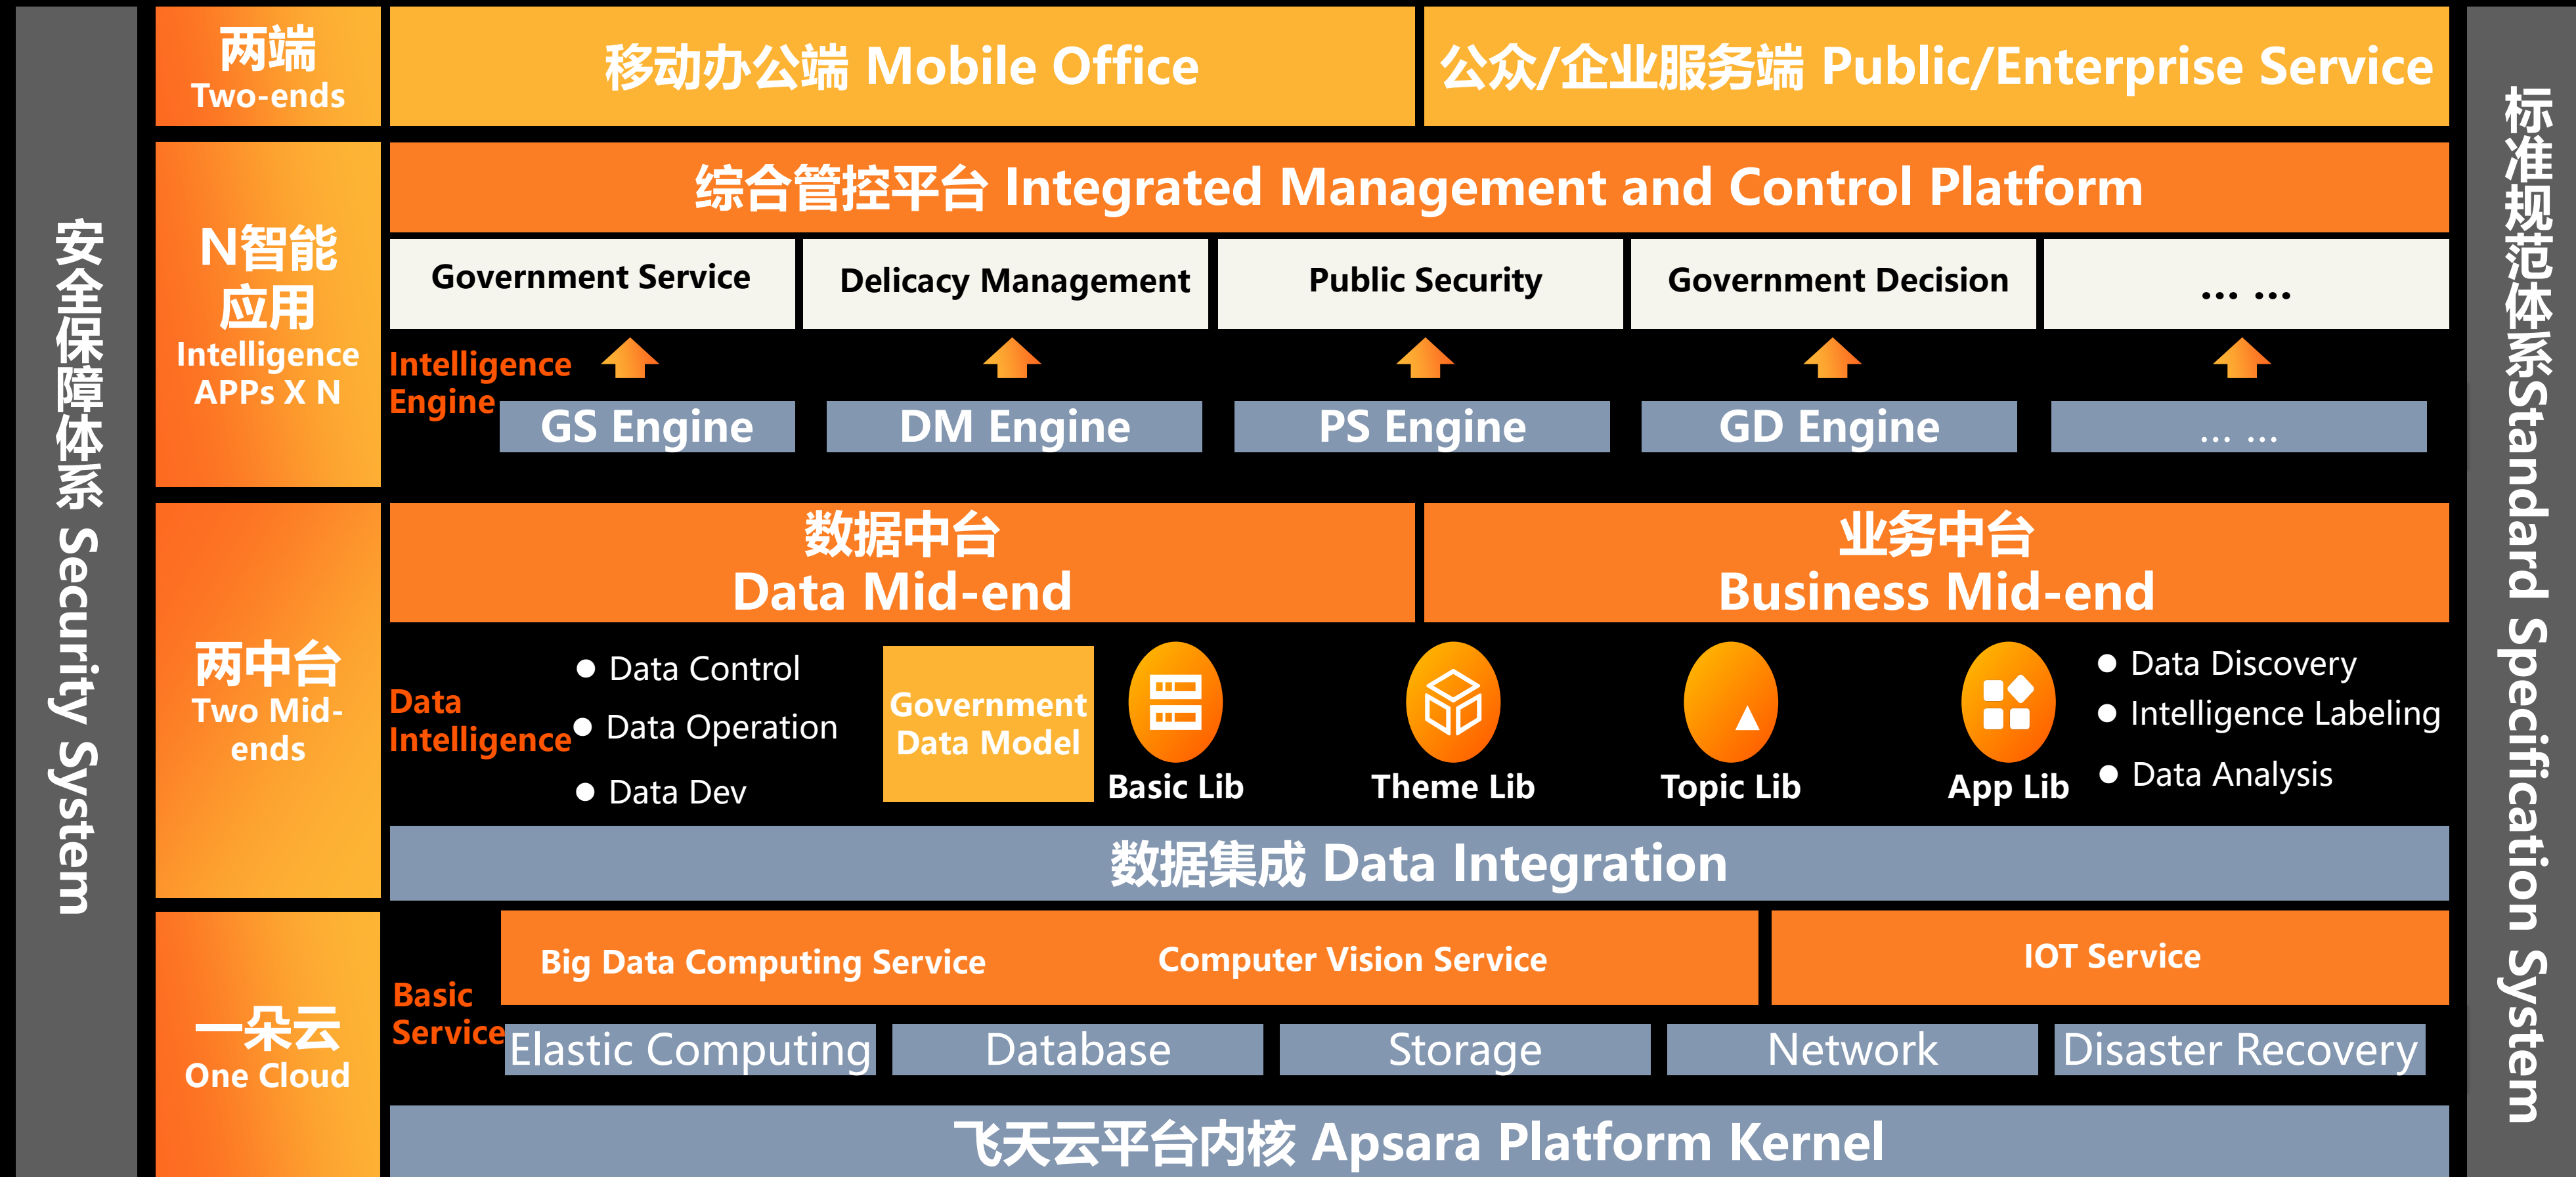 安全保障体系 Security System
两端
Two-ends
移动办公端 Mobile Office
公众/企业服务端 Public/Enterprise Service
N智能
应用
Intelligence
APPs X N
综合管控平台 Integrated Management and Control Platform
Government Service
Delicacy Management
Public Security
Government Decision
... ...
Intelligence
Engine
GS Engine
DM Engine
PS Engine
GD Engine
... ...
两中台
Two Mid-
ends
数据中台
Data Mid-end
业务中台
Business Mid-end
Data
Intelligence
● Data Control
● Data Operation
● Data Dev
Government
Data Model
Basic Lib
Theme Lib
Topic Lib
App Lib
● Data Discovery
● Intelligence Labeling
● Data Analysis
数据集成 Data Integration
一朵云
One Cloud
Basic
Service
Big Data Computing Service
Computer Vision Service
IOT Service
Elastic Computing
Database
Storage
Network
Disaster Recovery
飞天云平台内核 Apsara Platform Kernel
标准规范体系Standard Specification System